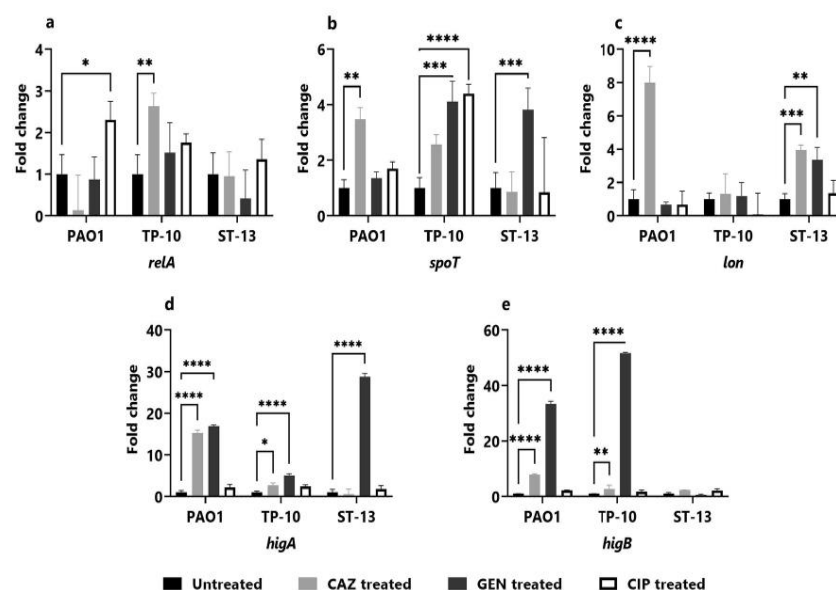 a
Fold change
4
3
2
1
0
*
**
PAO1 TP-10 ST-13
relA
b
Fold change
6
4
2
0
**
***
****
***
PAO1 TP-10 ST-13
spoT
c
Fold change
10
8
6
4
2
0
****
***
**
PAO1 TP-10 ST-13
lon
d
Fold change
40
30
20
10
0
****
****
*
****
****
PAO1 TP-10 ST-13
higA
e
Fold change
60
40
20
0
****
****
**
****
PAO1 TP-10 ST-13
higB
Untreated CAZ treated GEN treated CIP treated